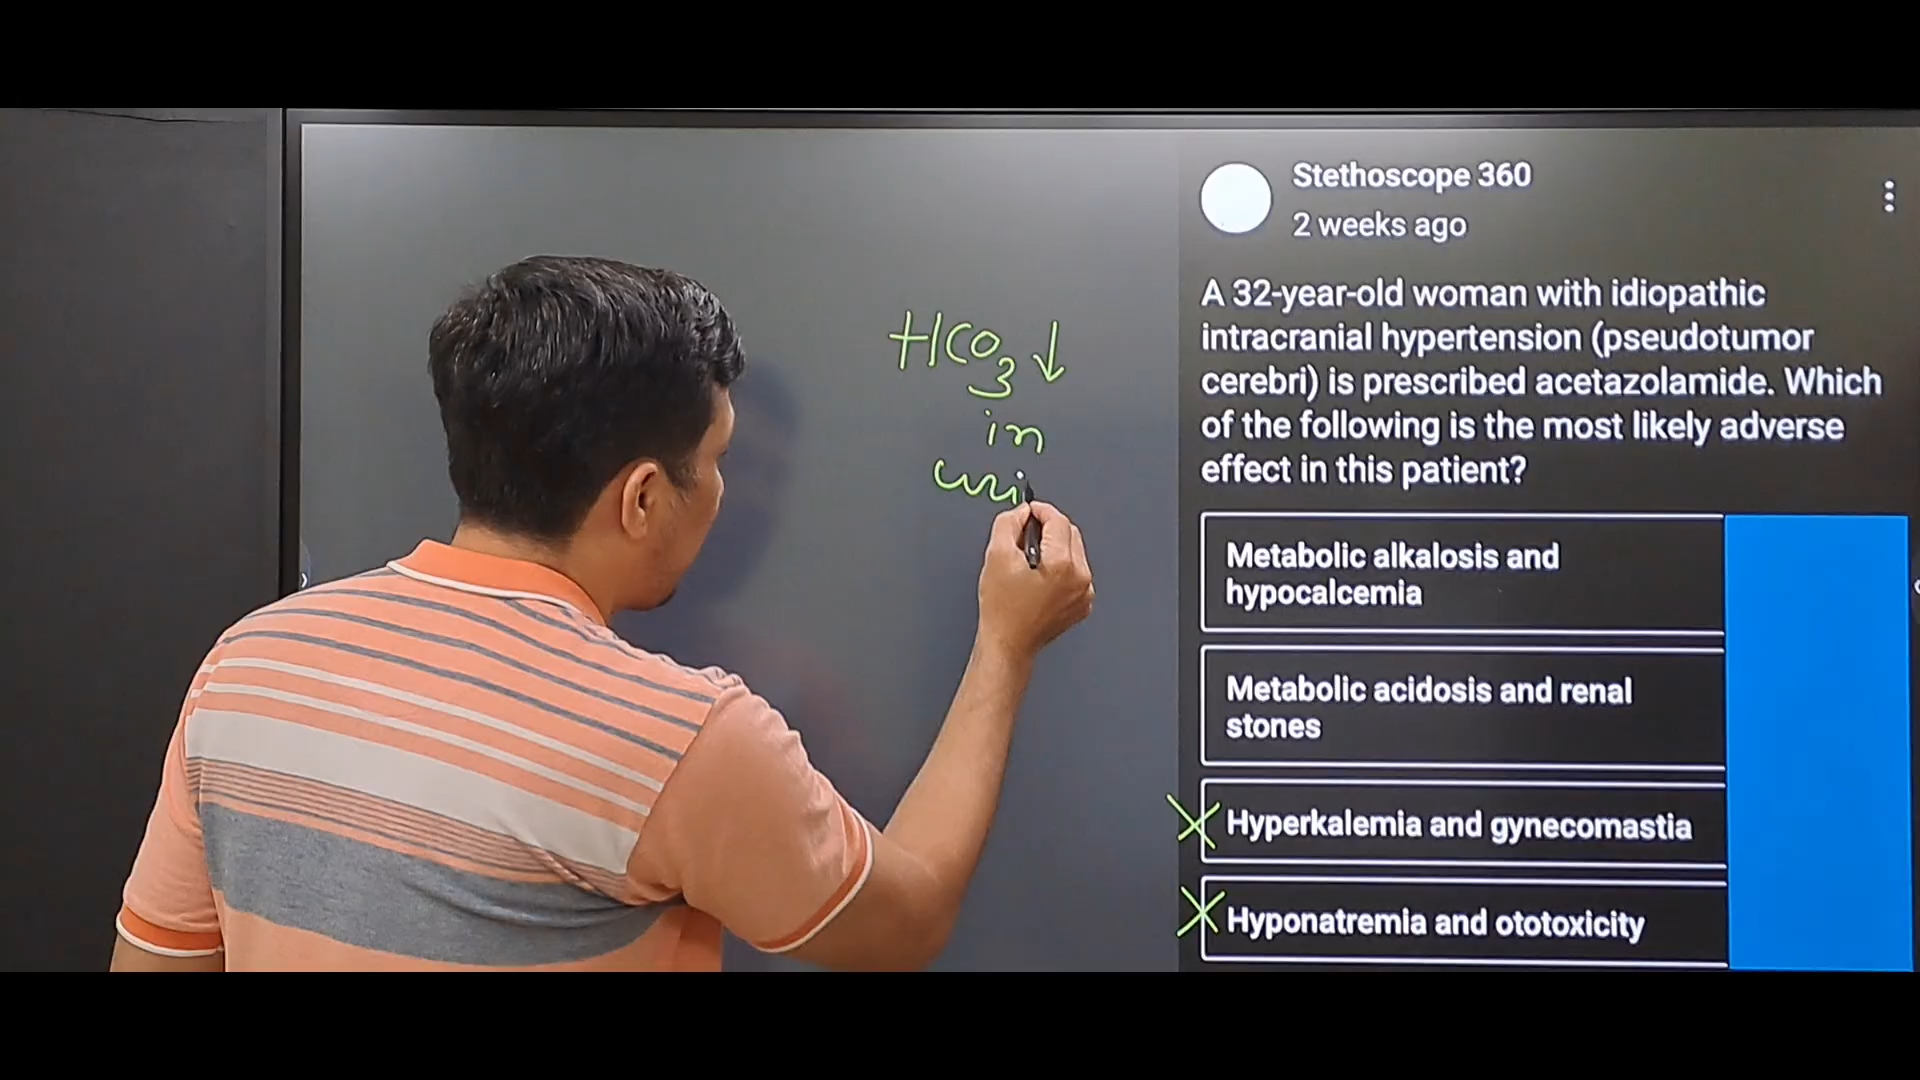 HCO3 ↓
in
uri
Stethoscope 360
2 weeks ago
A 32-year-old woman with idiopathic
intracranial hypertension (pseudotumor
cerebri) is prescribed acetazolamide. Which
of the following is the most likely adverse
effect in this patient?
Metabolic alkalosis and
hypocalcemia
Metabolic acidosis and renal
stones
Hyperkalemia and gynecomastia
Hyponatremia and ototoxicity